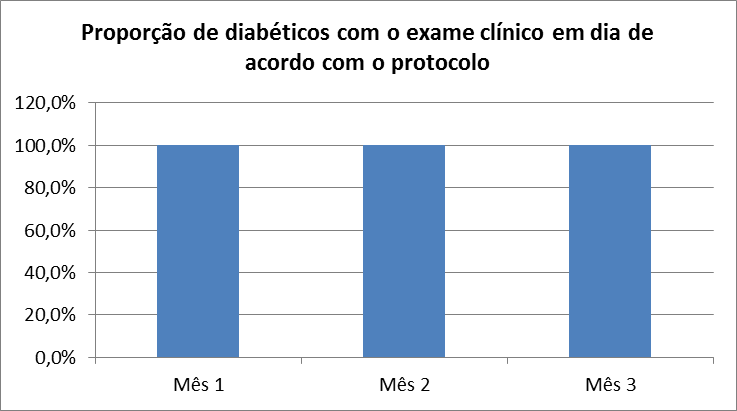 Proporção de diabéticos com o exame clínico em dia de
acordo com o protocolo
120,0%
100,0%
80,0%
60,0%
40,0%
20,0%
0,0%
Mês 1
Mês 2
Mês 3